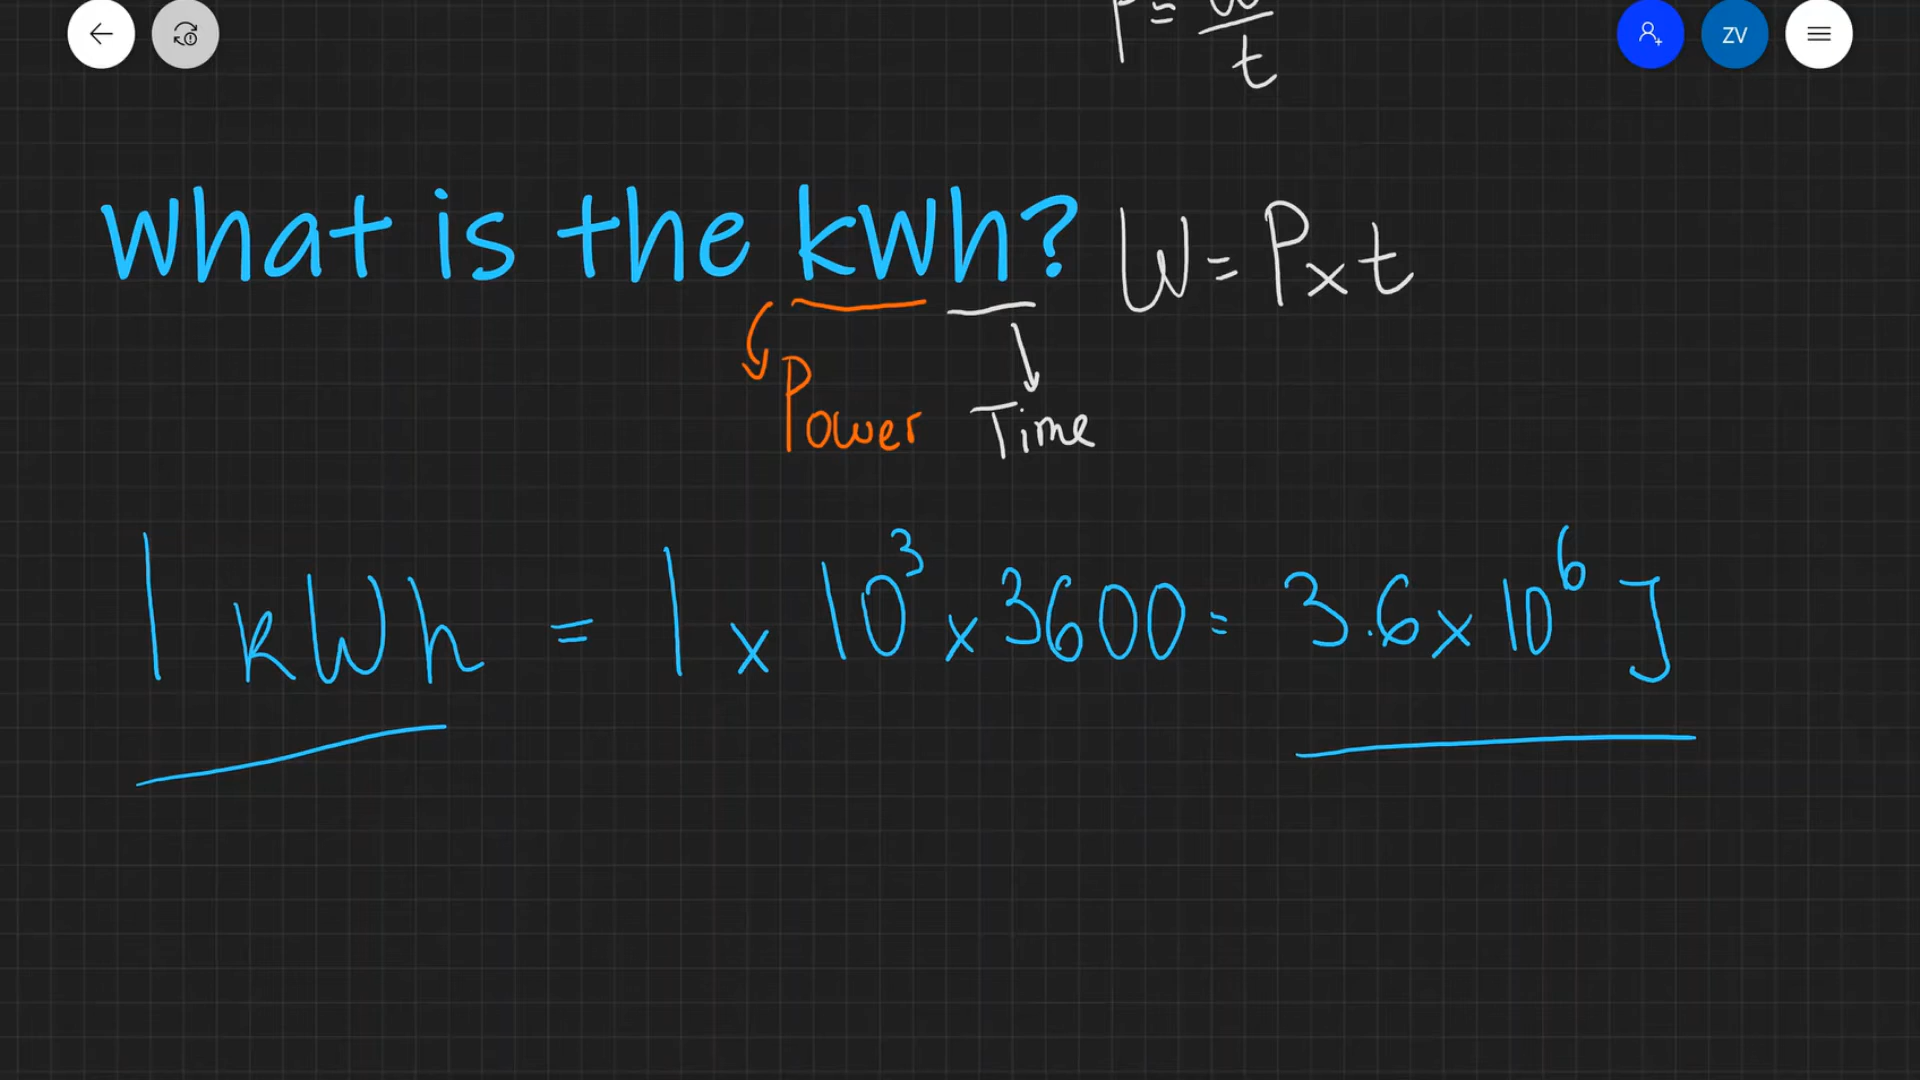 P = W/t
ZV
What is the kWh? W = P x t
Power Time
1 kWh = 1 x 10³ x 3600 = 3.6 x 10⁶ J